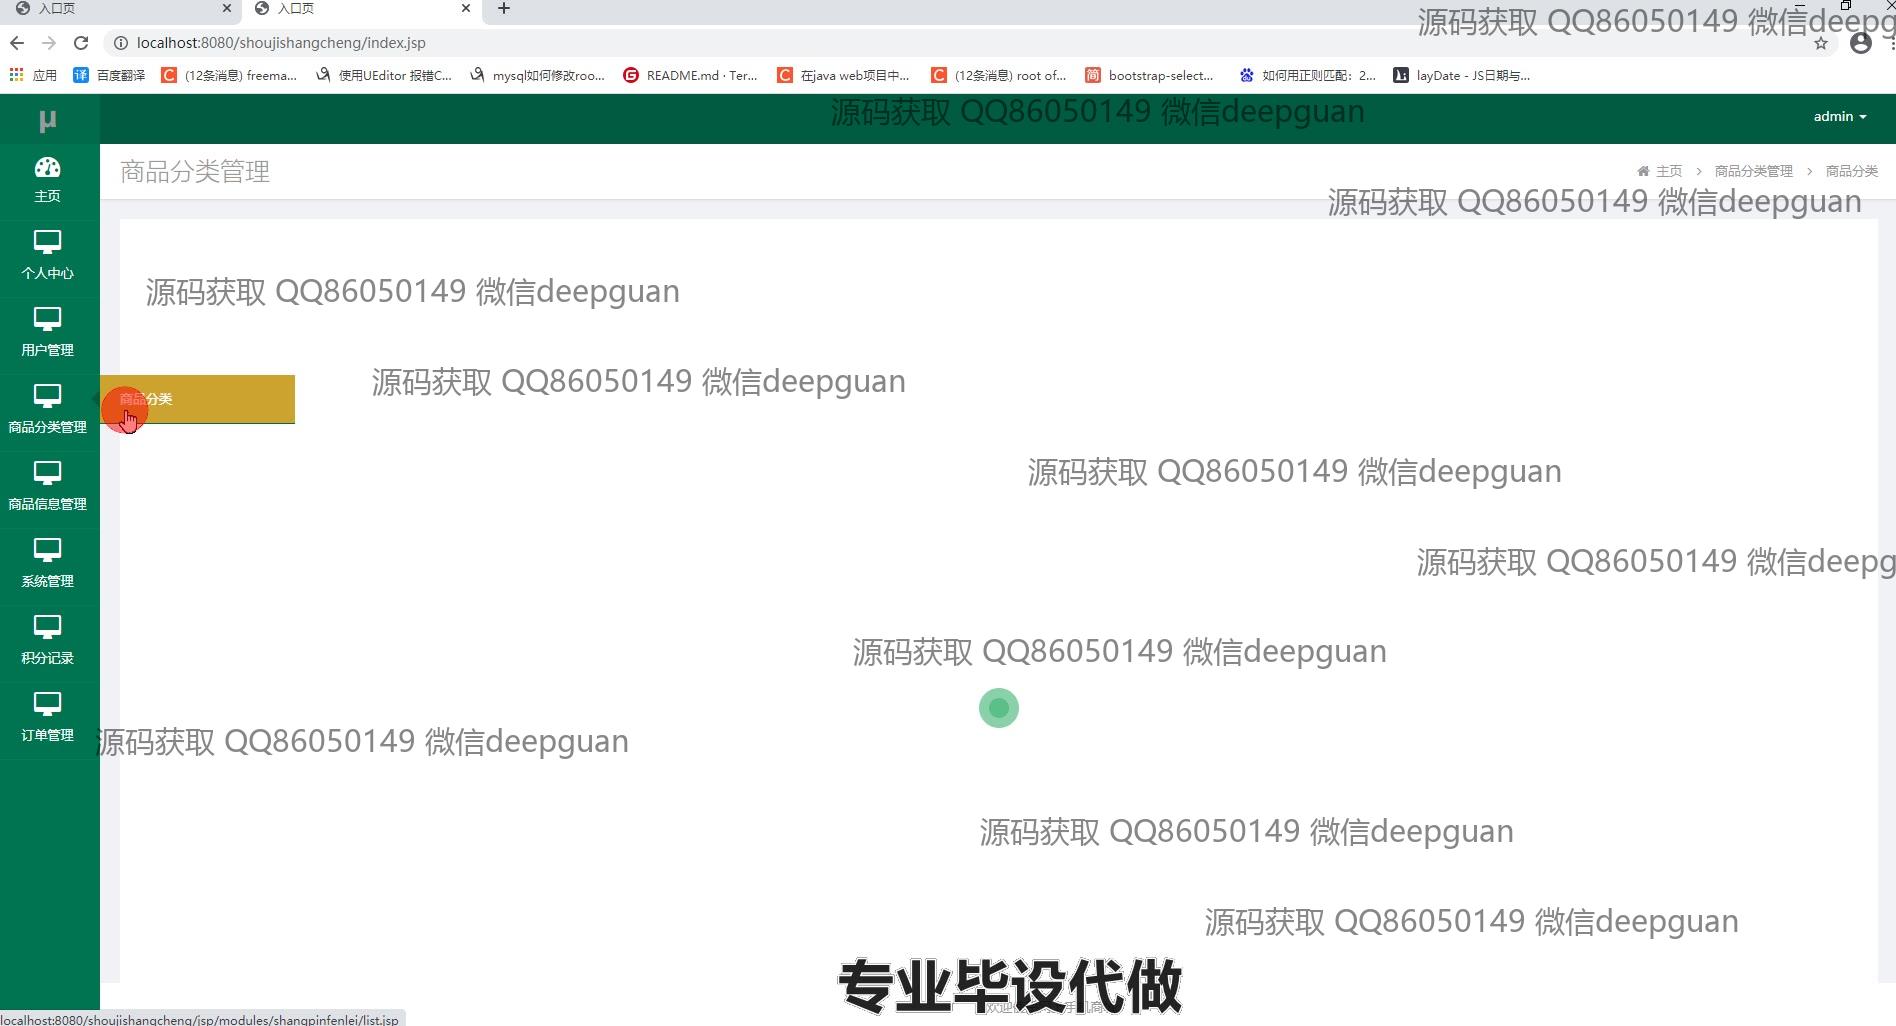 入口页
入口页
源码获取 QQ86050149 微信deepg
localhost:8080/shoujishangcheng/index.jsp
应用
百度翻译
(12条消息) freema...
使用UEditor 报错C...
mysql如何修改roo...
README.md · Ter...
在java web项目中...
(12条消息) root of...
bootstrap-select...
如何用正则匹配：2...
layDate - JS日期与...
μ
源码获取 QQ86050149 微信deepguan
admin
商品分类管理
主页 > 商品分类管理 > 商品分类
主页
源码获取 QQ86050149 微信deepguan
个人中心
源码获取 QQ86050149 微信deepguan
用户管理
源码获取 QQ86050149 微信deepguan
商品分类
商品分类管理
源码获取 QQ86050149 微信deepguan
商品信息管理
源码获取 QQ86050149 微信deepg
系统管理
源码获取 QQ86050149 微信deepguan
积分记录
订单管理
源码获取 QQ86050149 微信deepguan
源码获取 QQ86050149 微信deepguan
源码获取 QQ86050149 微信deepguan
专业毕设代做
localhost:8080/shoujishangcheng/jsp/modules/shangpinfenlei/list.jsp